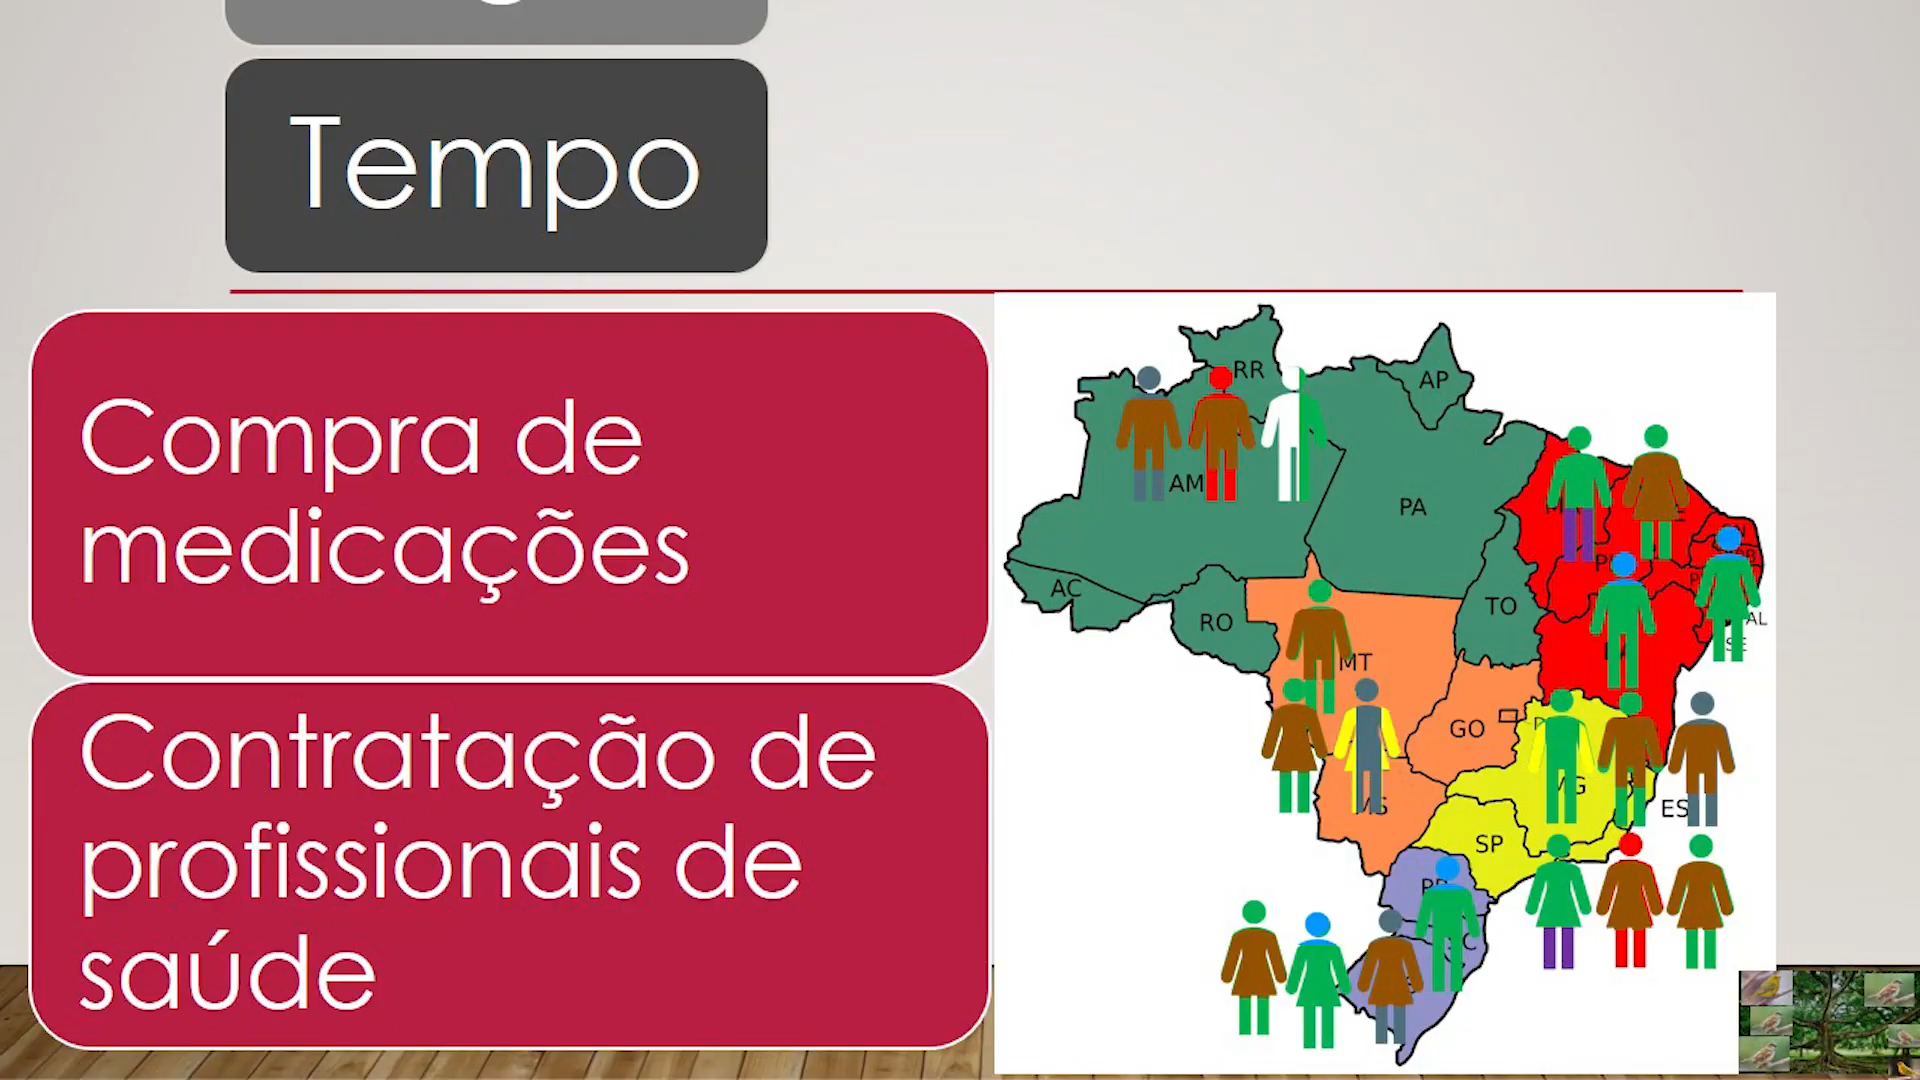 Tempo
Compra de
medicações
Contratação de
profissionais de
saúde
RR
AP
AM
PA
AC
RO
TO
AL
SE
MT
GO
ES
SP